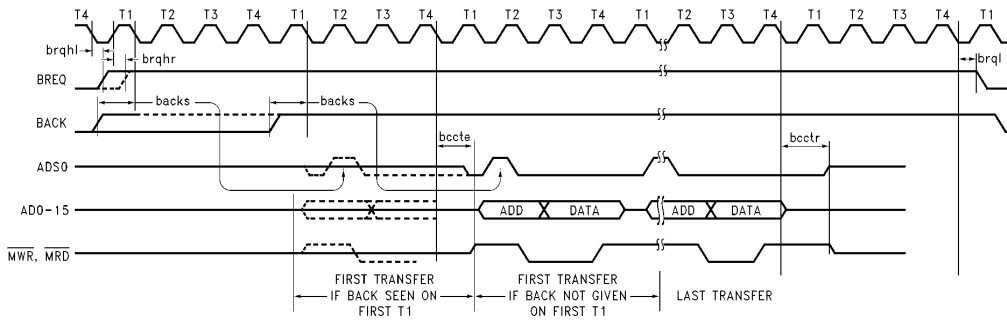 T4 T1 T2 T3 T4 T1 T2 T3 T4 T1 T2 T3 T4 T1 T2 T3 T4 T1 T2 T3 T4 T1
brqhl
brqhr
brql
BREQ
backs backs
BACK
bccte
bcctr
ADS0
AD0-15 ADD DATA ADD DATA
MWR, MRD
FIRST TRANSFER
IF BACK SEEN ON
FIRST T1
FIRST TRANSFER
IF BACK NOT GIVEN
ON FIRST T1
LAST TRANSFER